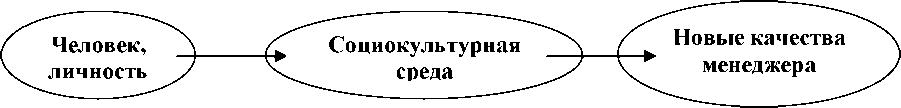 Человек,
личность
Социокультурная
среда
Новые качества
менеджера